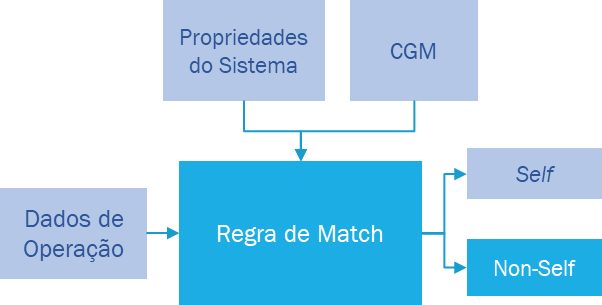 Propriedades
do Sistema
CGM
Self
Dados de
Operação
Regra de Match
Non-Self